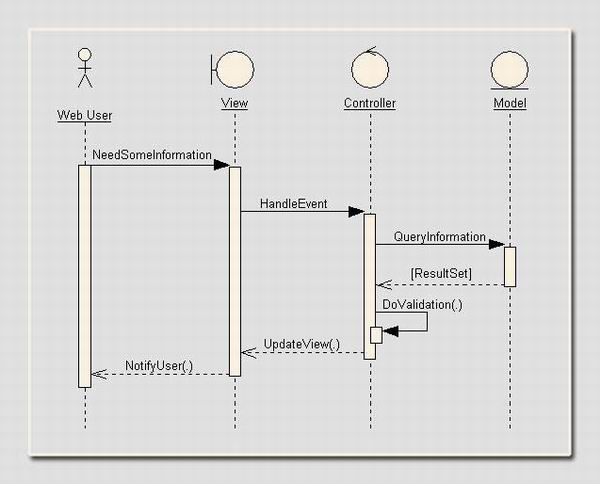 View
Controller
Model
Web User
NeedSomeInformation
HandleEvent
QueryInformation
[ResultSet]
DoValidation(.)
UpdateView(.)
NotifyUser(.)